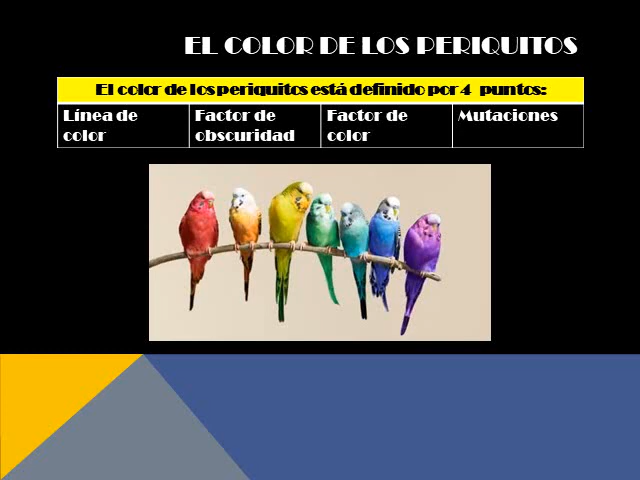 EL COLOR DE LOS PERIQUITOS
El color de los periquitos está definido por 4 puntos:
Línea de color
Factor de obscuridad
Factor de color
Mutaciones